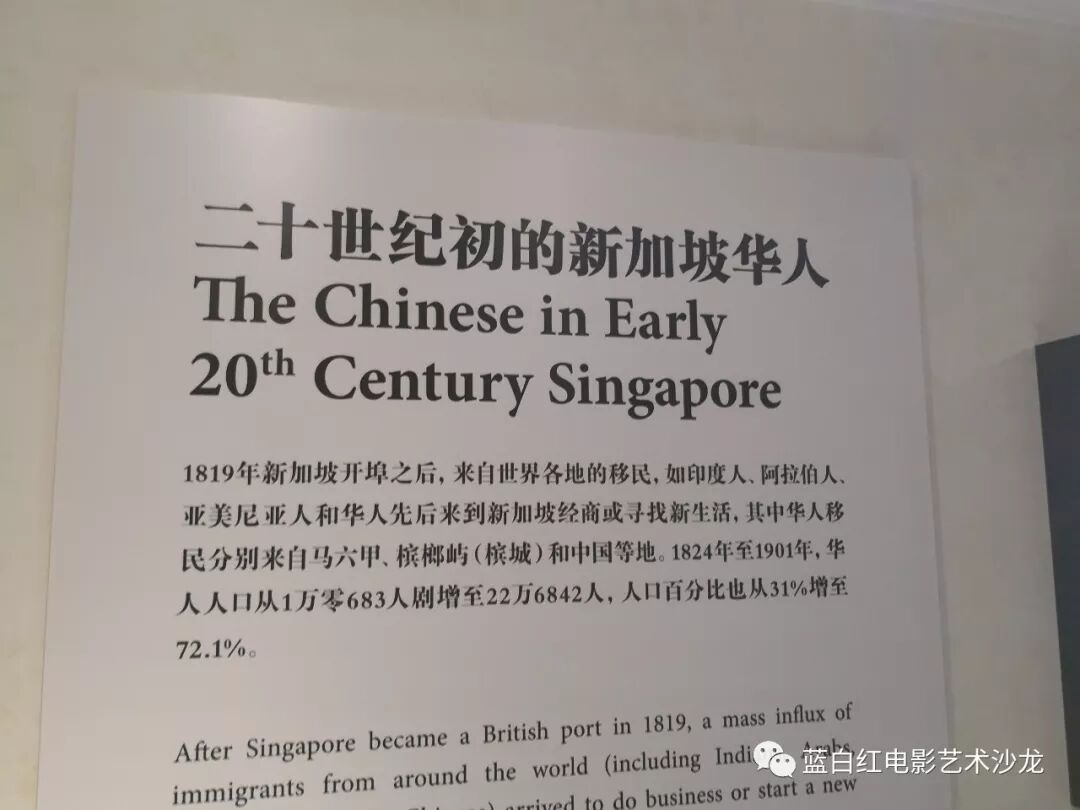 二十世纪初的新加坡华人
The Chinese in Early
20th Century Singapore
1819年新加坡开埠之后，来自世界各地的移民，如印度人、阿拉伯人、
亚美尼亚人和华人先后来到新加坡经商或寻找新生活，其中华人移
民分别来自马六甲、槟榔屿（槟城）和中国等地。1824年至1901年，华
人人口从1万零683人剧增至22万6842人，人口百分比也从31%增至
72.1%。
After Singapore became a British port in 1819, a mass influx of
immigrants from around the world (including Arabs,
arrived to do business or start a new
蓝白红电影艺术沙龙